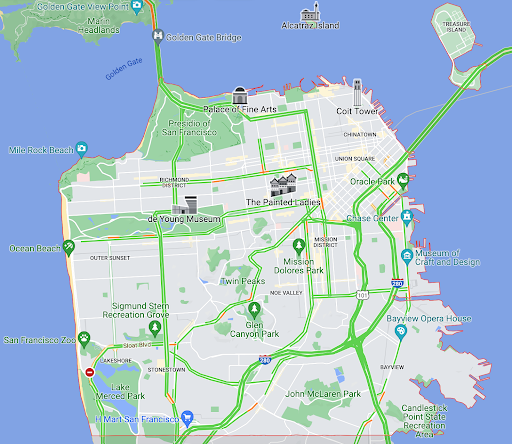 Golden Gate View Point
Marin
Headlands
Alcatraz Island
TREASURE
ISLAND
Golden Gate Bridge
Golden Gate
Palace of Fine Arts
Coit Tower
Presidio of
San Francisco
CHINATOWN
Mile Rock Beach
UNION SQUARE
RICHMOND
DISTRICT
Oracle Park
The Painted Ladies
de Young Museum
Chase Center
Ocean Beach
OUTER SUNSET
MISSION
DISTRICT
Mission
Dolores Park
Museum of
Craft and Design
Twin Peaks
280
NOE VALLEY
101
Sigmund Stern
Recreation Grove
Glen
Canyon Park
Bayview Opera House
San Francisco Zoo
Sloat Blvd
LAKESHORE
280
STONESTOWN
BAYVIEW
Lake
Merced Park
John McLaren Park
Candlestick
Point State
Recreation
Area
H Mart San Francisco